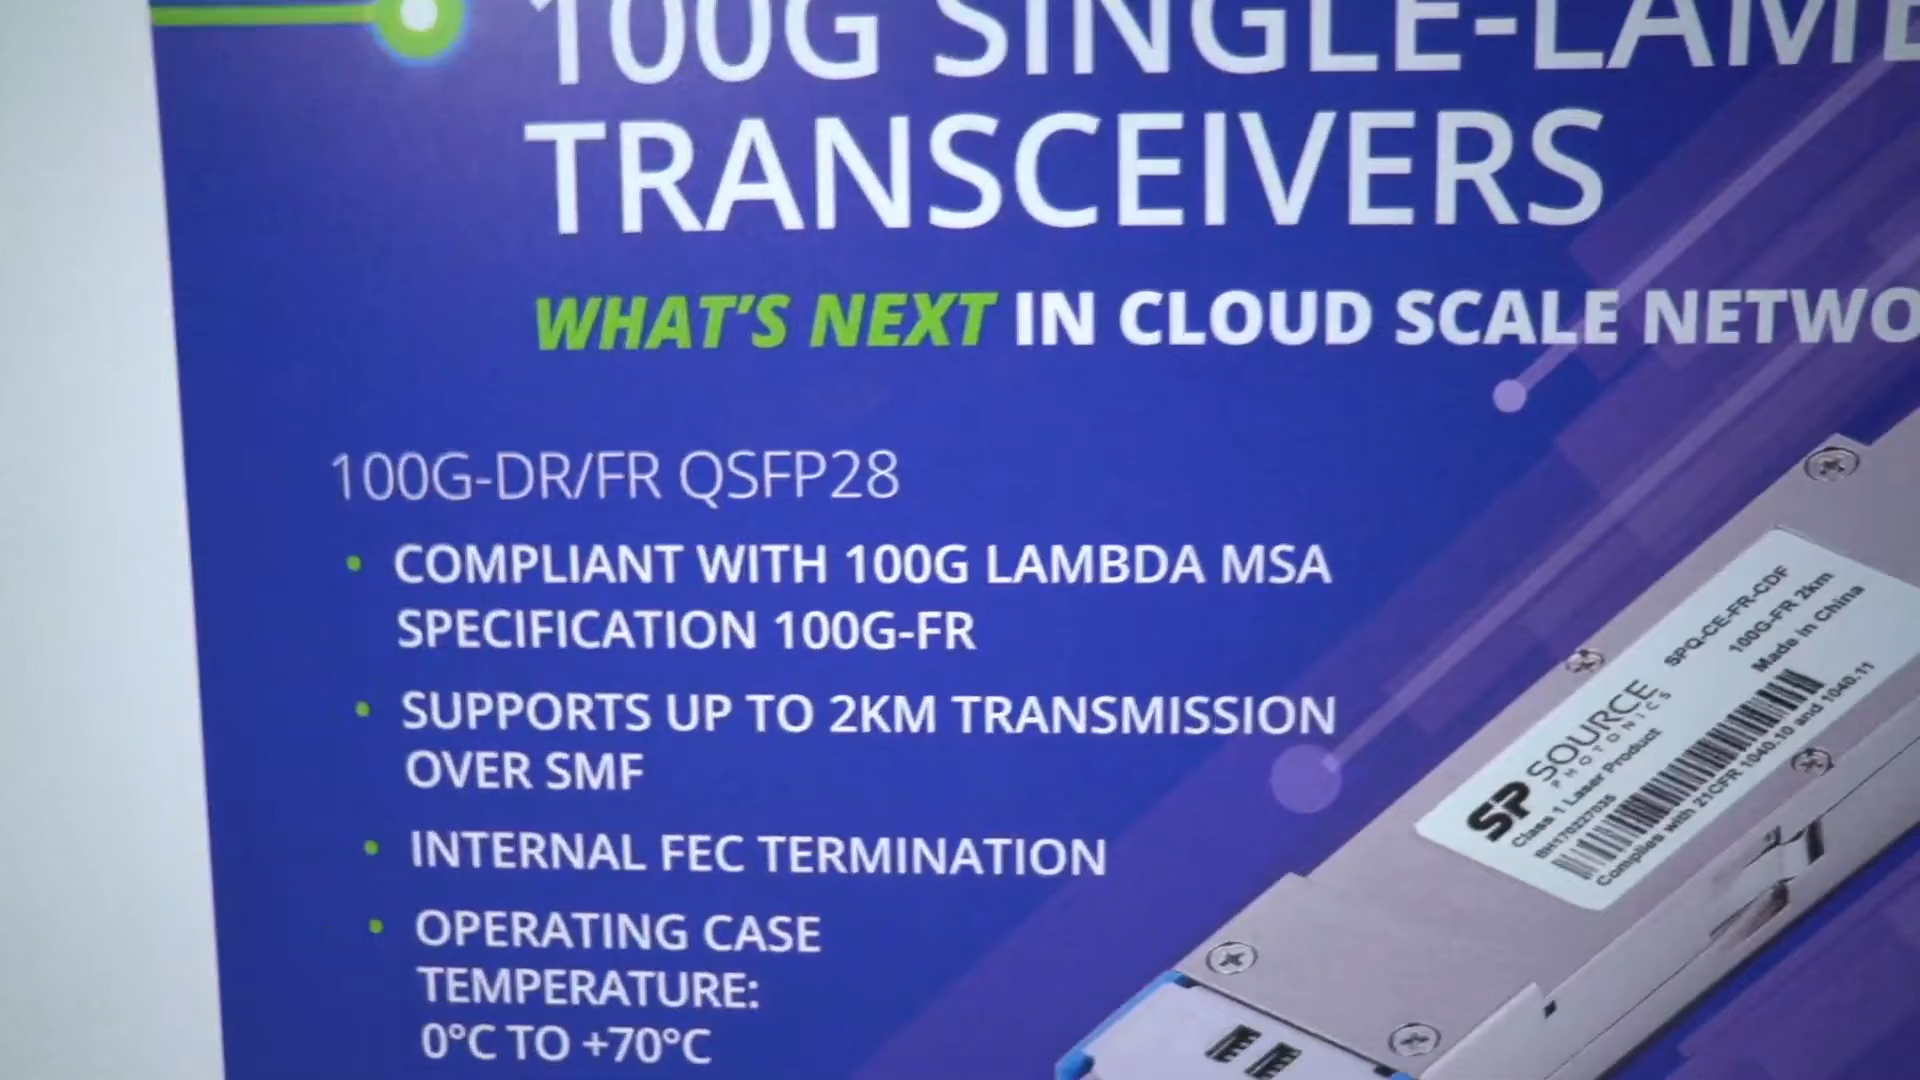 100G SINGLE-LAMB
TRANSCEIVERS
WHAT'S NEXT IN CLOUD SCALE NETWO
100G-DR/FR QSFP28
• COMPLIANT WITH 100G LAMBDA MSA
SPECIFICATION 100G-FR
• SUPPORTS UP TO 2KM TRANSMISSION
OVER SMF
• INTERNAL FEC TERMINATION
• OPERATING CASE
TEMPERATURE:
0°C TO +70°C
SPQ-CE-FR-CDF
100G-FR 2km
Made in China
SP SOURCE
PHOTONICS
Class 1 Laser Product
BH170227035
Complies with 21CFR 1040.10 and 1040.11